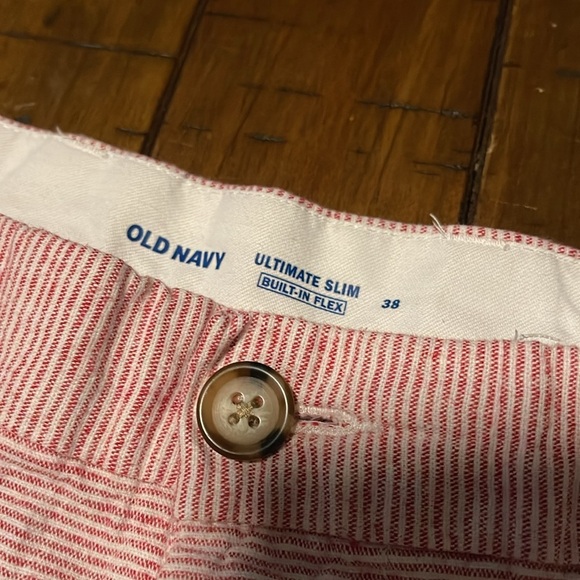 OLD NAVY
ULTIMATE SLIM
BUILT-IN FLEX
38